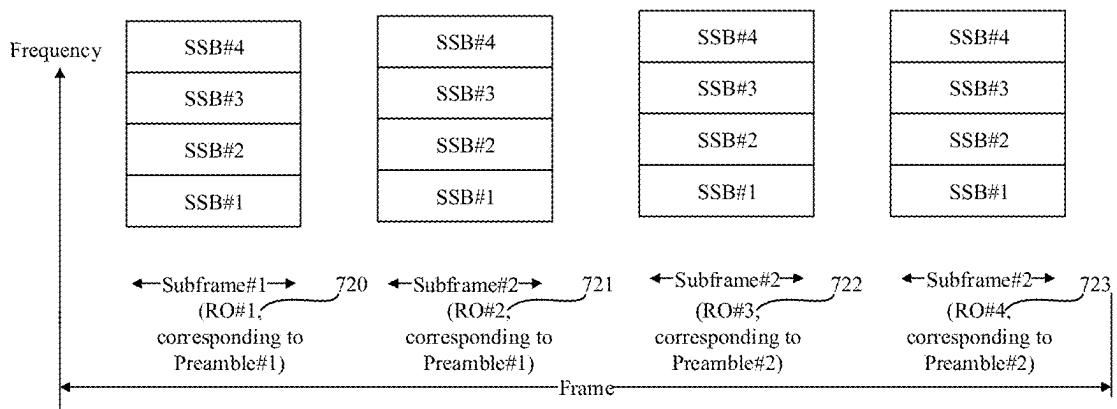 Frequency
SSB#4
SSB#3
SSB#2
SSB#1
SSB#4
SSB#3
SSB#2
SSB#1
SSB#4
SSB#3
SSB#2
SSB#1
SSB#4
SSB#3
SSB#2
SSB#1
Subframe#1
(RO#1,
corresponding to
Preamble#1)
720
Subframe#2
(RO#2,
corresponding to
Preamble#1)
721
Subframe#2
(RO#3,
corresponding to
Preamble#2)
722
Subframe#2
(RO#4,
corresponding to
Preamble#2)
723
Frame